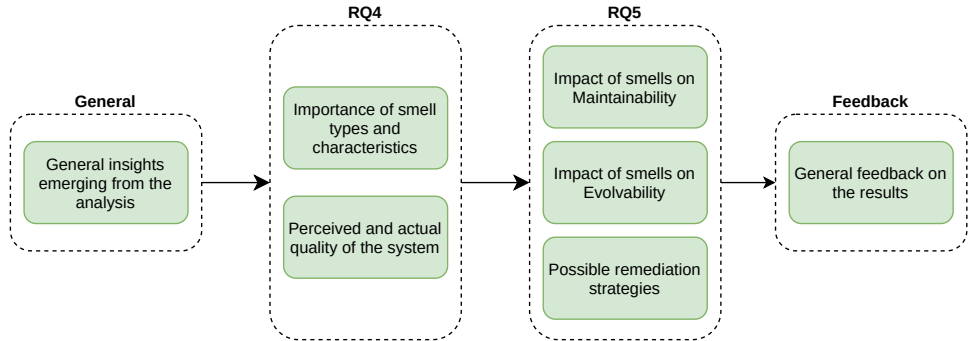 General
General insights
emerging from the
analysis
RQ4
Importance of smell
types and
characteristics
Perceived and actual
quality of the system
RQ5
Impact of smells on
Maintainability
Impact of smells on
Evolvability
Possible remediation
strategies
Feedback
General feedback on
the results